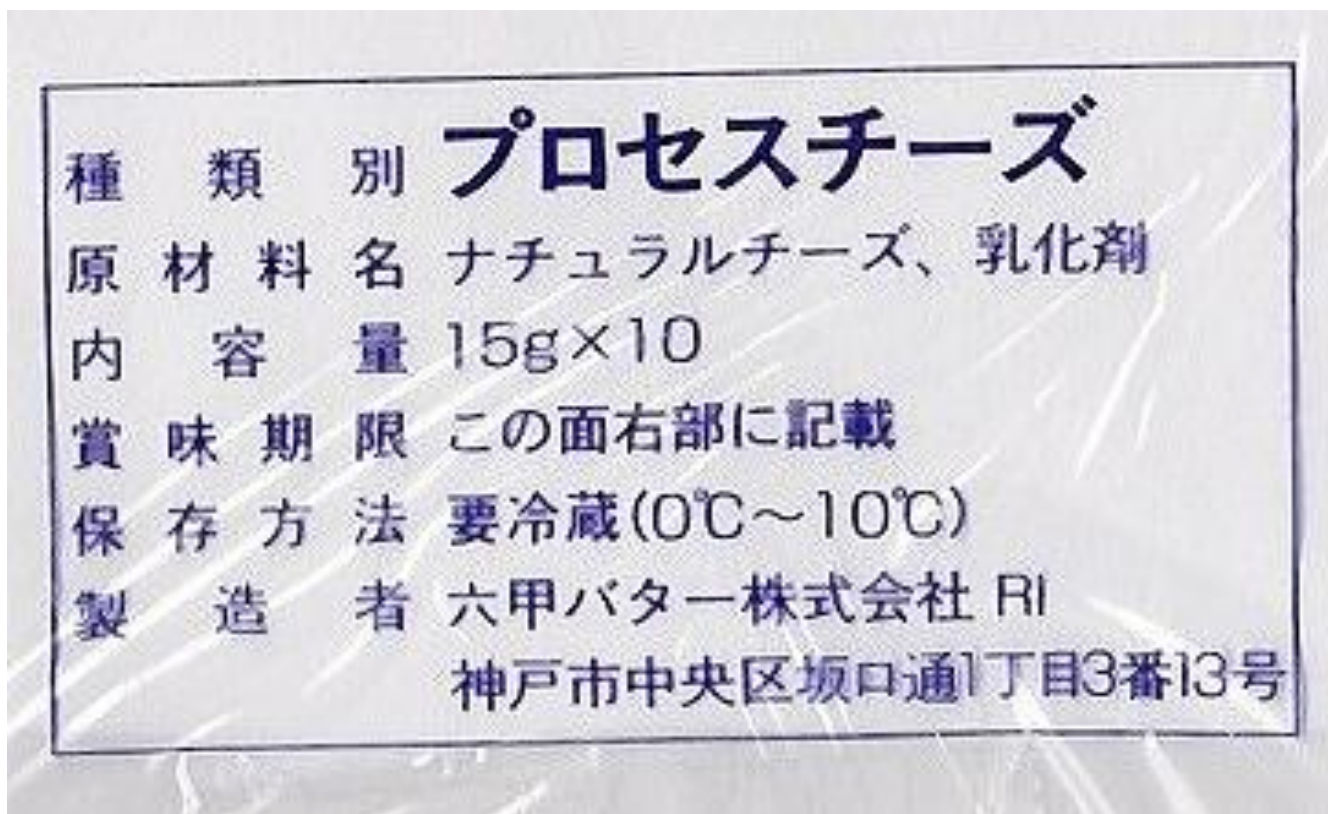 種類別 プロセスチーズ
原材料名 ナチュラルチーズ、乳化剤
内容量 15g×10
賞味期限 この面右部に記載
保存方法 要冷蔵(0℃～10℃)
製造者 六甲バター株式会社 RI
神戸市中央区坂口通1丁目3番13号